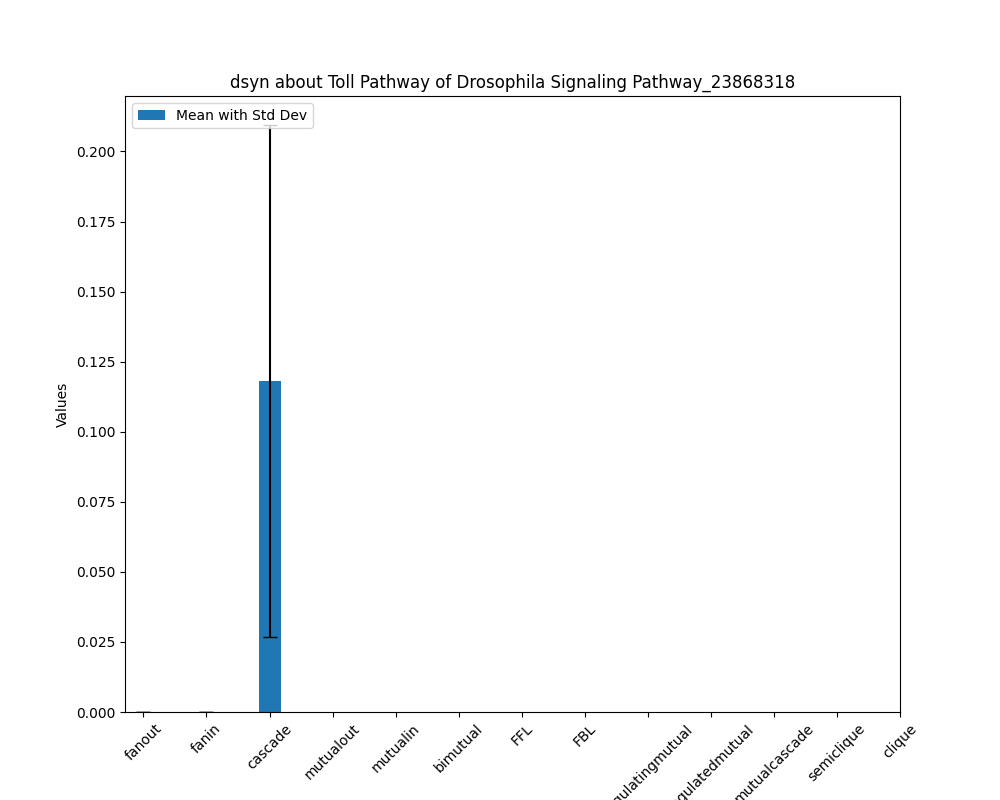 dsyn about Toll Pathway of Drosophila Signaling Pathway_23868318
Mean with Std Dev
0.200
0.175
0.150
0.125
0.100
0.075
0.050
0.025
0.000
Values
fanout
fanin
cascade
mutualout
mutualin
bimutual
FFL
FBL
gulatingmutual
gulatedmutual
mutualcascade
semiclique
clique